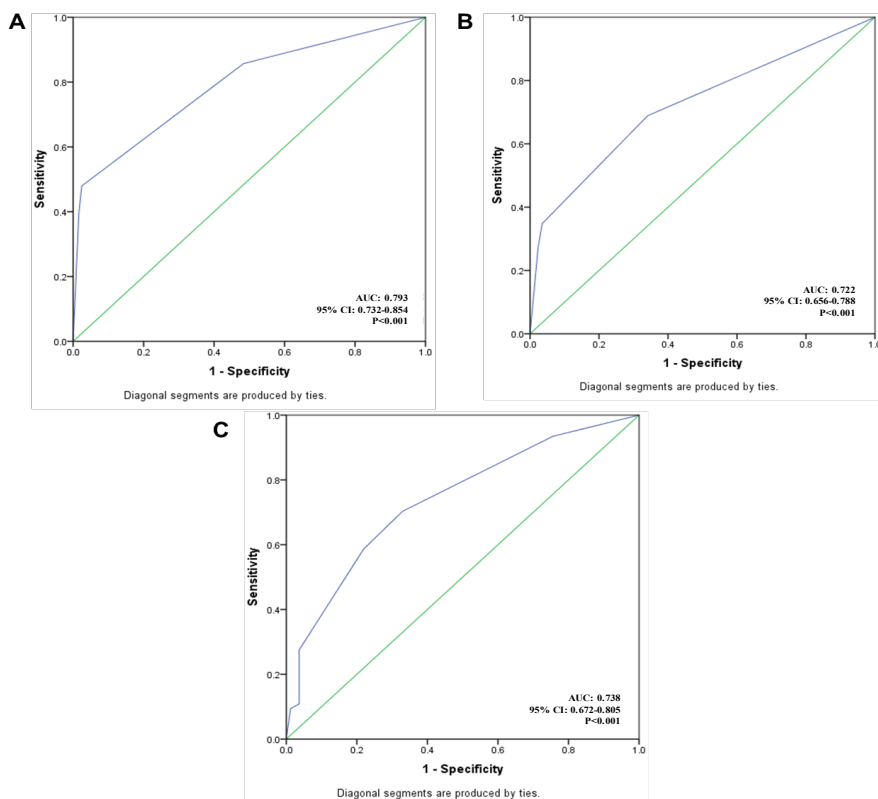 A
1.0
0.8
0.6
0.4
0.2
0.0
Sensitivity
AUC: 0.793
95% CI: 0.732-0.854
P<0.001
0.0 0.2 0.4 0.6 0.8 1.0
1 - Specificity
Diagonal segments are produced by ties.
B
1.0
0.8
0.6
0.4
0.2
0.0
Sensitivity
AUC: 0.722
95% CI: 0.656-0.788
P<0.001
0.0 0.2 0.4 0.6 0.8 1.0
1 - Specificity
Diagonal segments are produced by ties.
C
1.0
0.8
0.6
0.4
0.2
0.0
Sensitivity
AUC: 0.738
95% CI: 0.672-0.805
P<0.001
0.0 0.2 0.4 0.6 0.8 1.0
1 - Specificity
Diagonal segments are produced by ties.